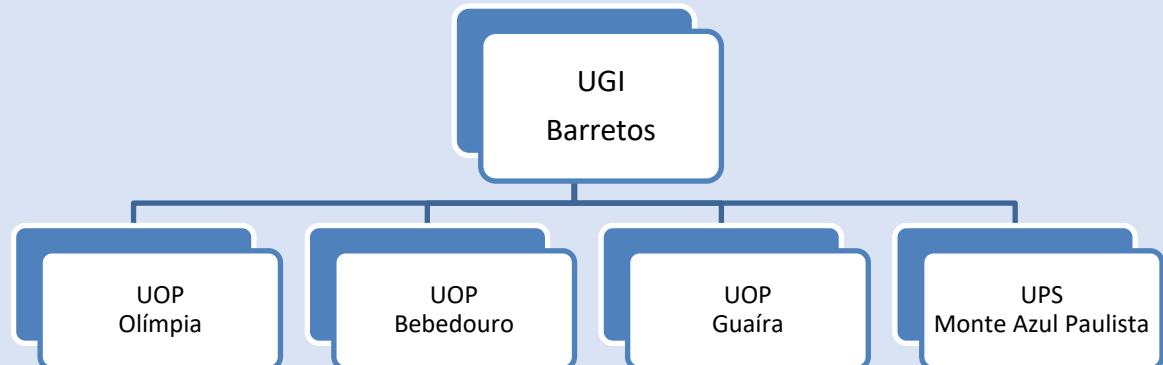 UGI
Barretos
UOP
Olímpia
UOP
Bebedouro
UOP
Guaíra
UPS
Monte Azul Paulista